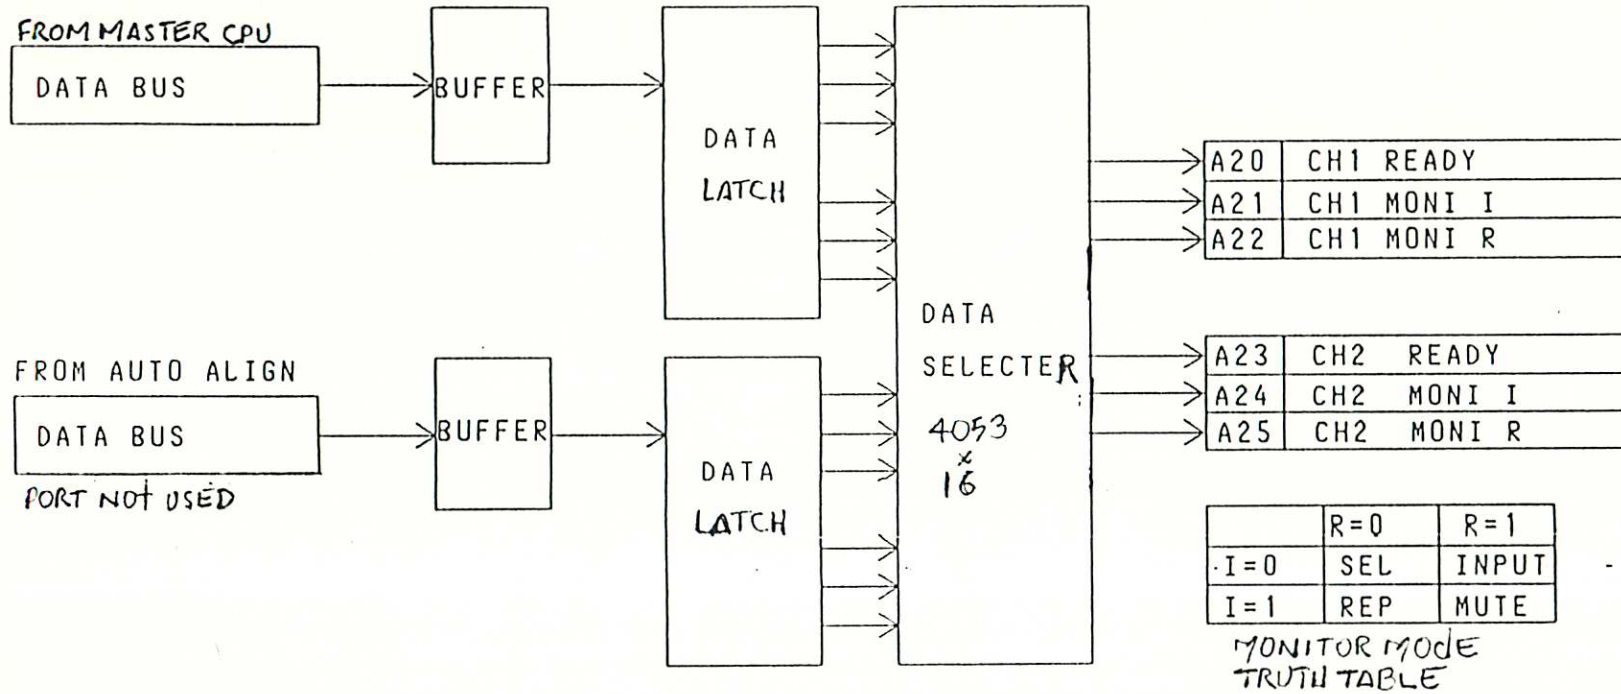 FROM MASTER CPU
DATA BUS
BUFFER
DATA
LATCH
FROM AUTO ALIGN
DATA BUS
PORT NOT USED
BUFFER
DATA
LATCH
DATA
SELECTER
4053
x
16
A20 CH1 READY
A21 CH1 MONI I
A22 CH1 MONI R
A23 CH2 READY
A24 CH2 MONI I
A25 CH2 MONI R
R=0 R=1
I=0 SEL INPUT
I=1 REP MUTE
MONITOR MODE
TRUTH TABLE